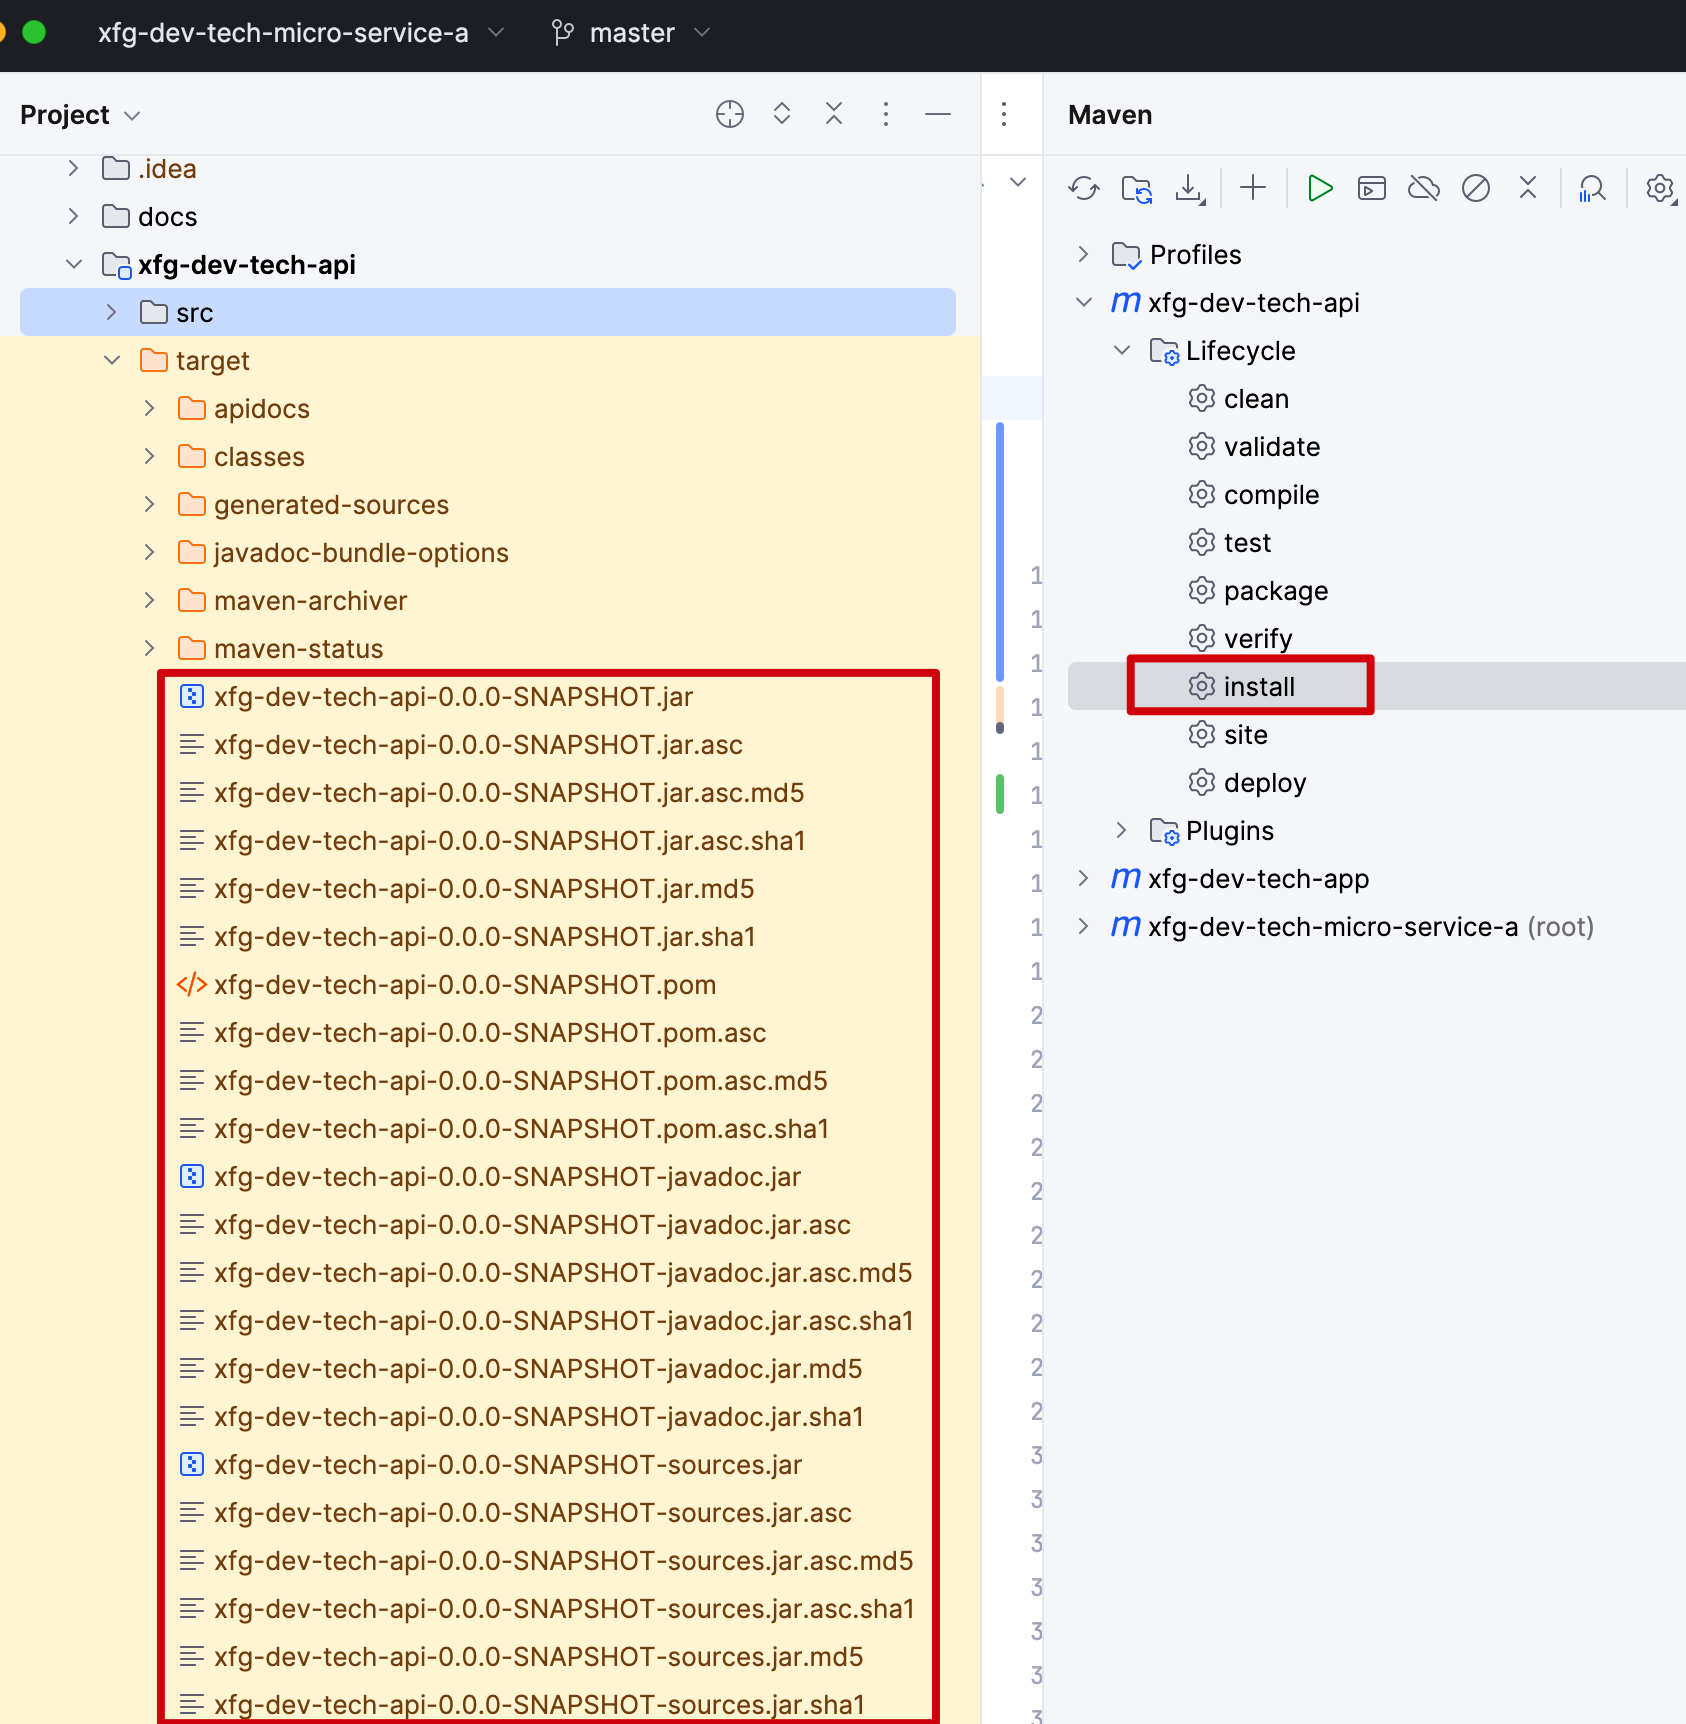 xfg-dev-tech-micro-service-a
master
Project
.idea
docs
xfg-dev-tech-api
src
target
apidocs
classes
generated-sources
javadoc-bundle-options
maven-archiver
maven-status
xfg-dev-tech-api-0.0.0-SNAPSHOT.jar
xfg-dev-tech-api-0.0.0-SNAPSHOT.jar.asc
xfg-dev-tech-api-0.0.0-SNAPSHOT.jar.asc.md5
xfg-dev-tech-api-0.0.0-SNAPSHOT.jar.asc.sha1
xfg-dev-tech-api-0.0.0-SNAPSHOT.jar.md5
xfg-dev-tech-api-0.0.0-SNAPSHOT.jar.sha1
xfg-dev-tech-api-0.0.0-SNAPSHOT.pom
xfg-dev-tech-api-0.0.0-SNAPSHOT.pom.asc
xfg-dev-tech-api-0.0.0-SNAPSHOT.pom.asc.md5
xfg-dev-tech-api-0.0.0-SNAPSHOT.pom.asc.sha1
xfg-dev-tech-api-0.0.0-SNAPSHOT-javadoc.jar
xfg-dev-tech-api-0.0.0-SNAPSHOT-javadoc.jar.asc
xfg-dev-tech-api-0.0.0-SNAPSHOT-javadoc.jar.asc.md5
xfg-dev-tech-api-0.0.0-SNAPSHOT-javadoc.jar.asc.sha1
xfg-dev-tech-api-0.0.0-SNAPSHOT-javadoc.jar.md5
xfg-dev-tech-api-0.0.0-SNAPSHOT-javadoc.jar.sha1
xfg-dev-tech-api-0.0.0-SNAPSHOT-sources.jar
xfg-dev-tech-api-0.0.0-SNAPSHOT-sources.jar.asc
xfg-dev-tech-api-0.0.0-SNAPSHOT-sources.jar.asc.md5
xfg-dev-tech-api-0.0.0-SNAPSHOT-sources.jar.asc.sha1
xfg-dev-tech-api-0.0.0-SNAPSHOT-sources.jar.md5
xfg-dev-tech-api-0.0.0-SNAPSHOT-sources.jar.sha1
Maven
Profiles
xfg-dev-tech-api
Lifecycle
clean
validate
compile
test
package
verify
install
site
deploy
Plugins
xfg-dev-tech-app
xfg-dev-tech-micro-service-a (root)